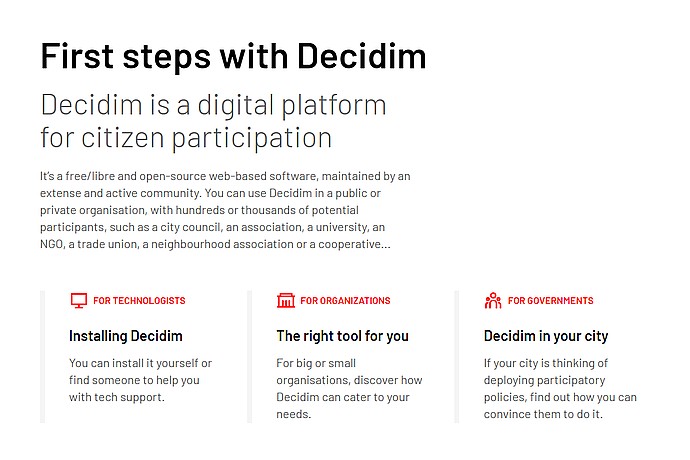 First steps with Decidim
Decidim is a digital platform
for citizen participation
It's a free/libre and open-source web-based software, maintained by an
extense and active community. You can use Decidim in a public or
private organisation, with hundreds or thousands of potential
participants, such as a city council, an association, a university, an
NGO, a trade union, a neighbourhood association or a cooperative...
FOR TECHNOLOGISTS
Installing Decidim
You can install it yourself or
find someone to help you
with tech support.
FOR ORGANIZATIONS
The right tool for you
For big or small
organisations, discover how
Decidim can cater to your
needs.
FOR GOVERNMENTS
Decidim in your city
If your city is thinking of
deploying participatory
policies, find out how you can
convince them to do it.